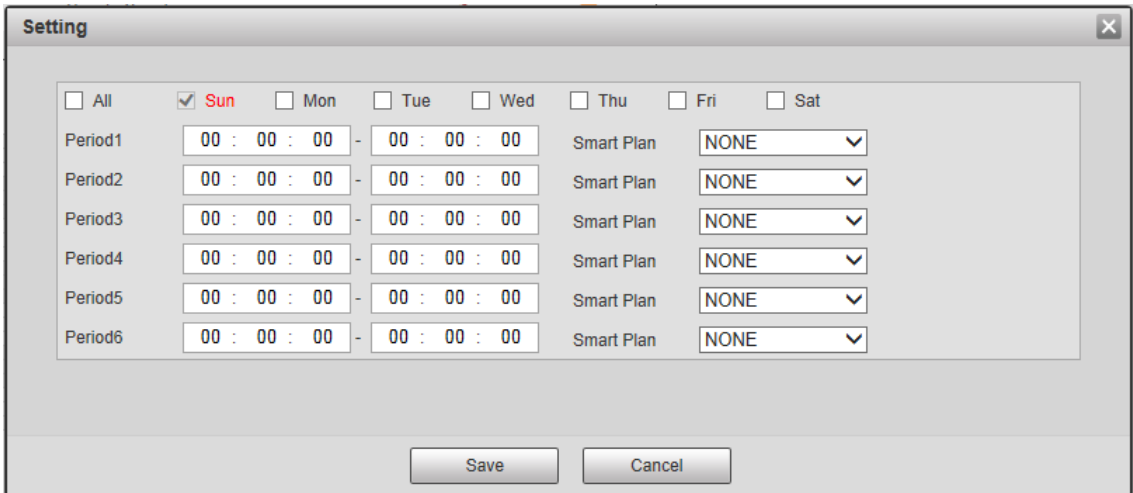 Setting
All Sun Mon Tue Wed Thu Fri Sat
Period1 00 : 00 : 00 - 00 : 00 : 00 Smart Plan NONE
Period2 00 : 00 : 00 - 00 : 00 : 00 Smart Plan NONE
Period3 00 : 00 : 00 - 00 : 00 : 00 Smart Plan NONE
Period4 00 : 00 : 00 - 00 : 00 : 00 Smart Plan NONE
Period5 00 : 00 : 00 - 00 : 00 : 00 Smart Plan NONE
Period6 00 : 00 : 00 - 00 : 00 : 00 Smart Plan NONE
Save Cancel